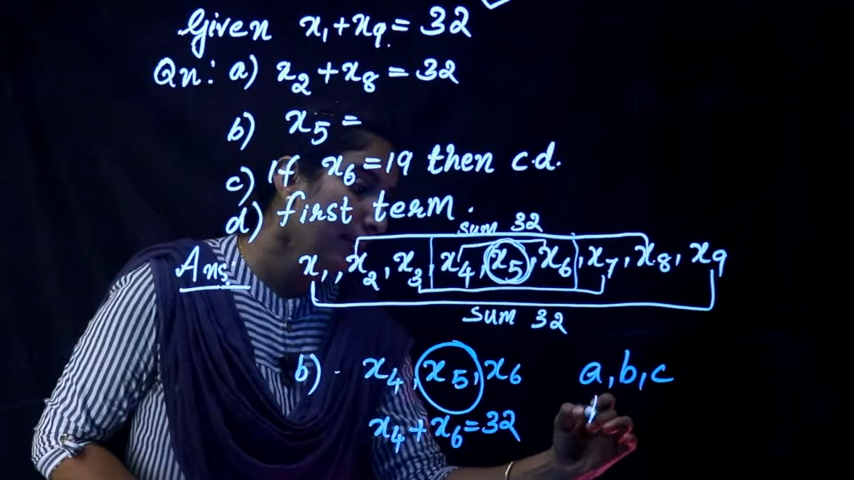 Given x₁+x₉=32
Qn: a) x₂+x₈=32
b) x₅=
c) If x₆=19 then c.d.
d) first term.
sum 32
Ans x₁, x₂, x₃, x₄, x₅, x₆, x₇, x₈, x₉
sum 32
b) x₄, x₅, x₆ a, b, c
x₄+x₆=32